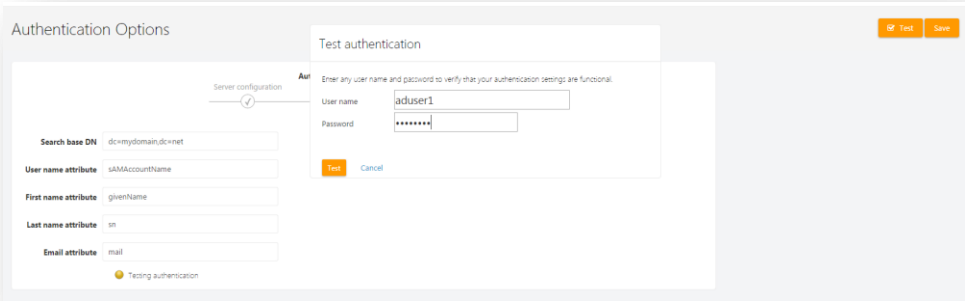 Authentication Options
Test
Save
Test authentication
Aut
Server configuration
Enter any user name and password to verify that your authentication settings are functional.
User name
aduser1
Password
••••••••
Test
Cancel
Search base DN
dc=mydomain,dc=net
User name attribute
sAMAccountName
First name attribute
givenName
Last name attribute
sn
Email attribute
mail
Testing authentication